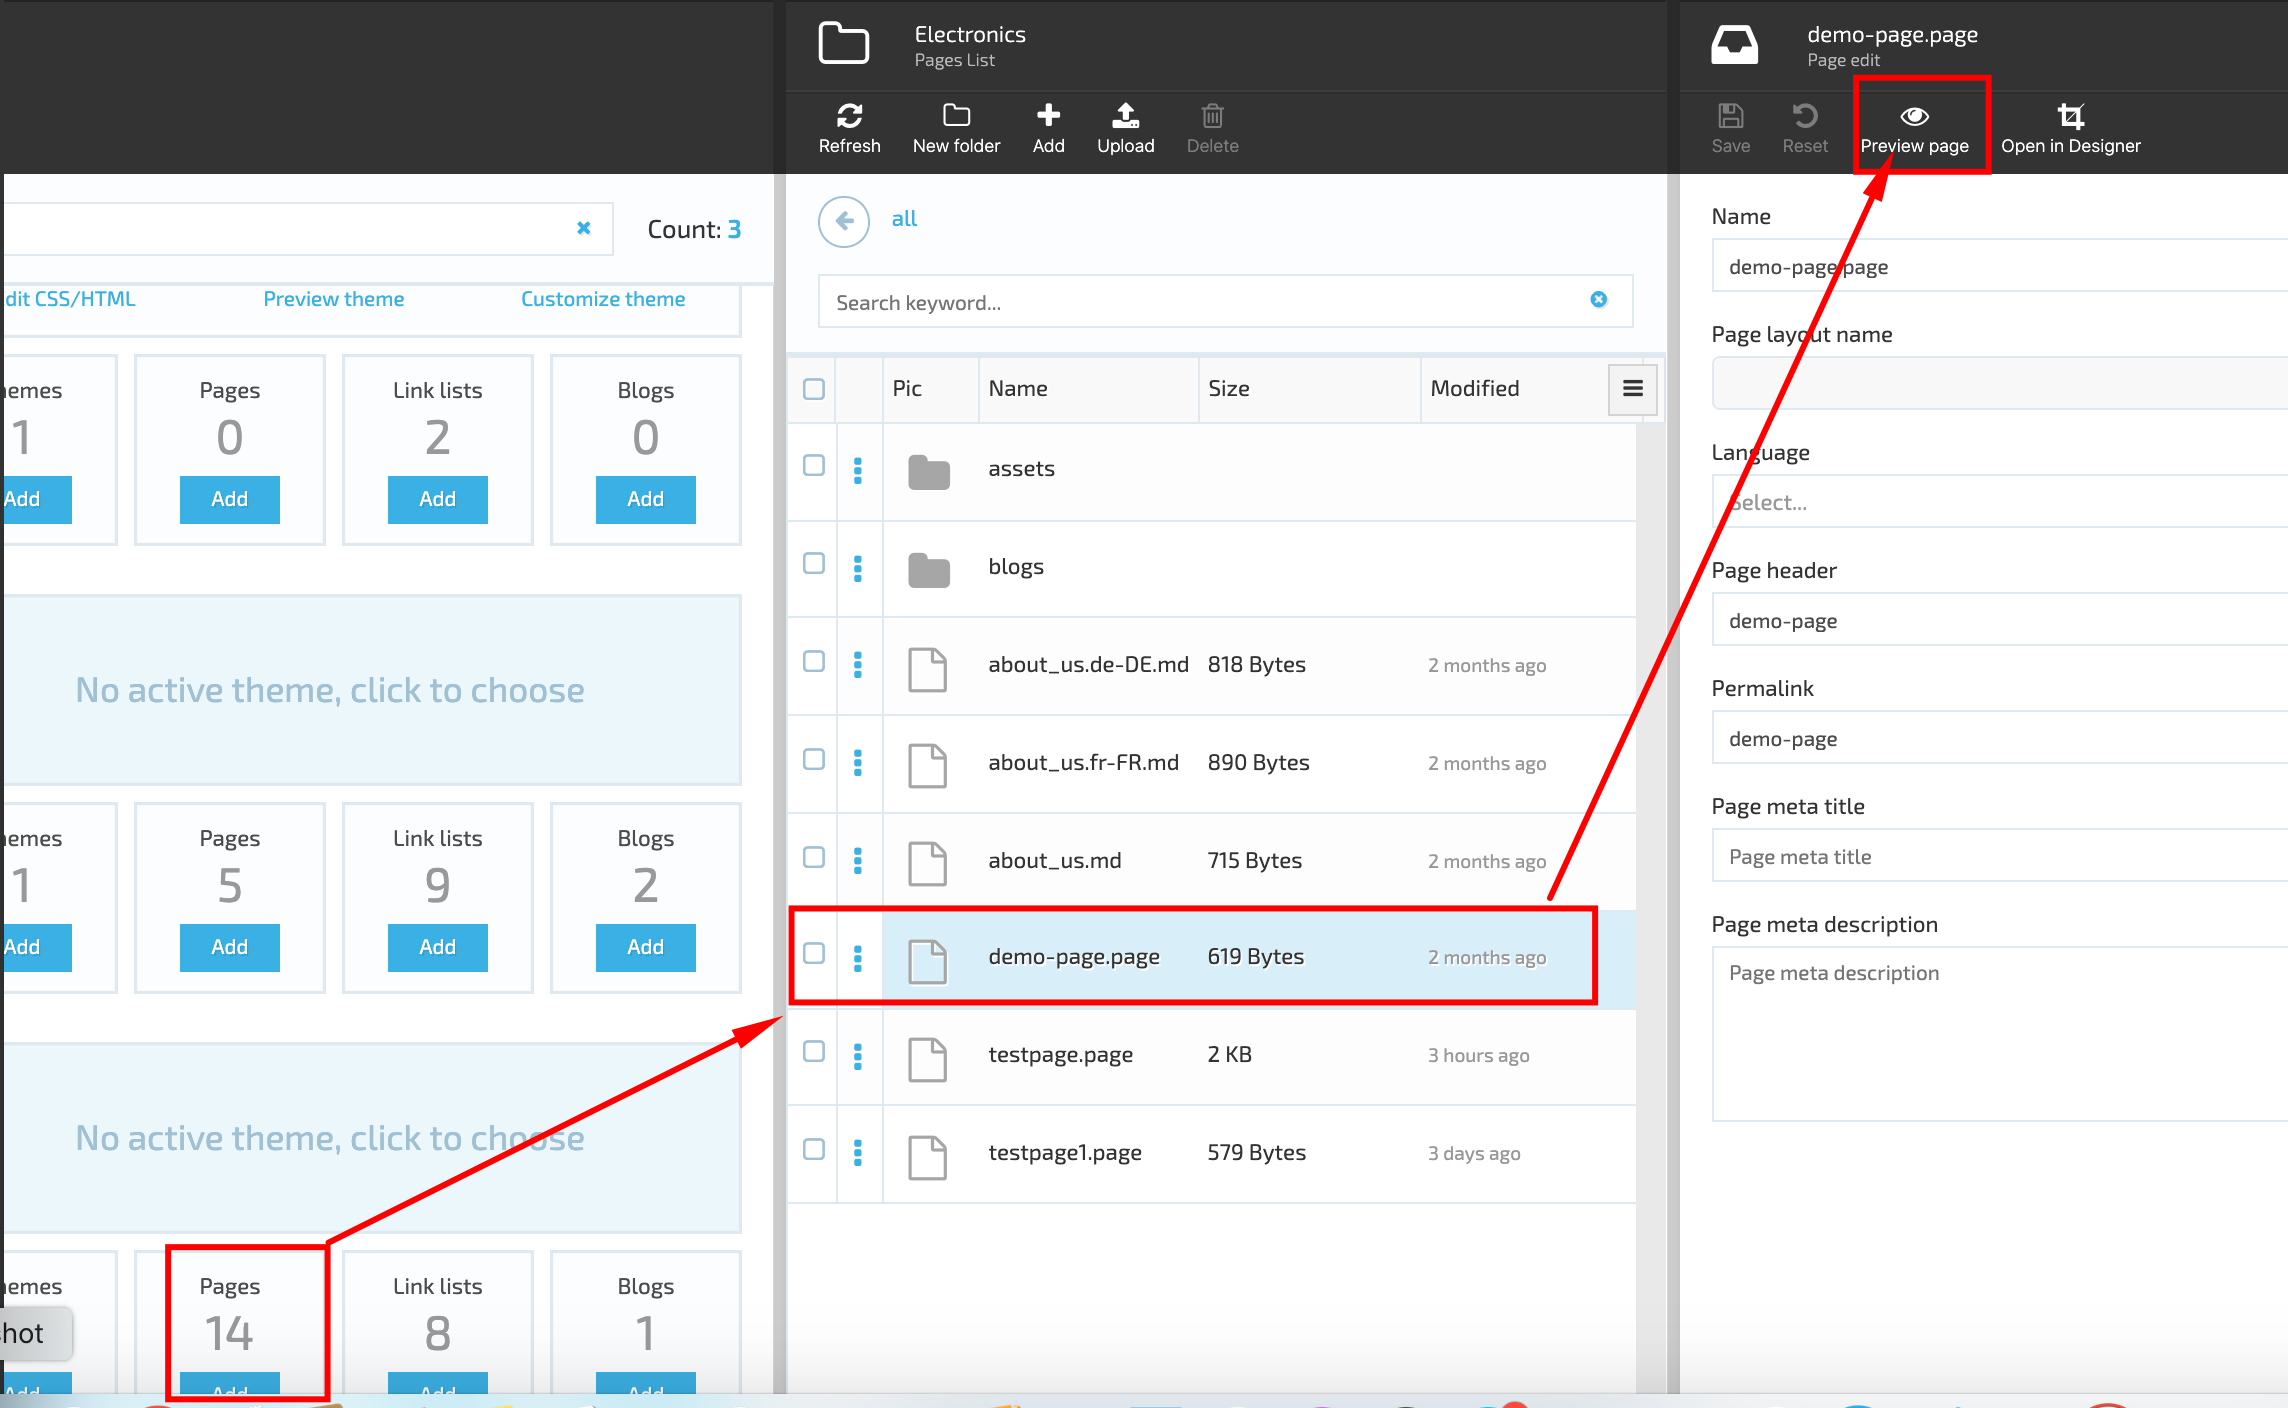 Count: 3
dit CSS/HTML
Preview theme
Customize theme
emes
1
Add
Pages
0
Add
Link lists
2
Add
Blogs
0
Add
No active theme, click to choose
emes
1
Add
Pages
5
Add
Link lists
9
Add
Blogs
2
Add
No active theme, click to choose
emes
Pages
14
Add
Link lists
8
Add
Blogs
1
Add
hot
Add
Electronics
Pages List
Refresh
New folder
Add
Upload
Delete
all
Search keyword...
Pic Name Size Modified
assets
blogs
about_us.de-DE.md 818 Bytes 2 months ago
about_us.fr-FR.md 890 Bytes 2 months ago
about_us.md 715 Bytes 2 months ago
demo-page.page 619 Bytes 2 months ago
testpage.page 2 KB 3 hours ago
testpage1.page 579 Bytes 3 days ago
demo-page.page
Page edit
Save
Reset
Preview page
Open in Designer
Name
demo-page.page
Page layout name
Language
Select...
Page header
demo-page
Permalink
demo-page
Page meta title
Page meta title
Page meta description
Page meta description